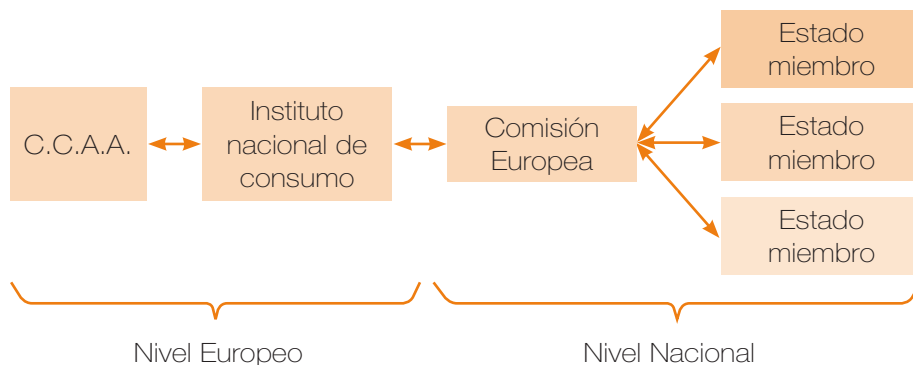 C.C.A.A.
Instituto
nacional de
consumo
Comisión
Europea
Estado
miembro
Estado
miembro
Estado
miembro
Nivel Europeo
Nivel Nacional